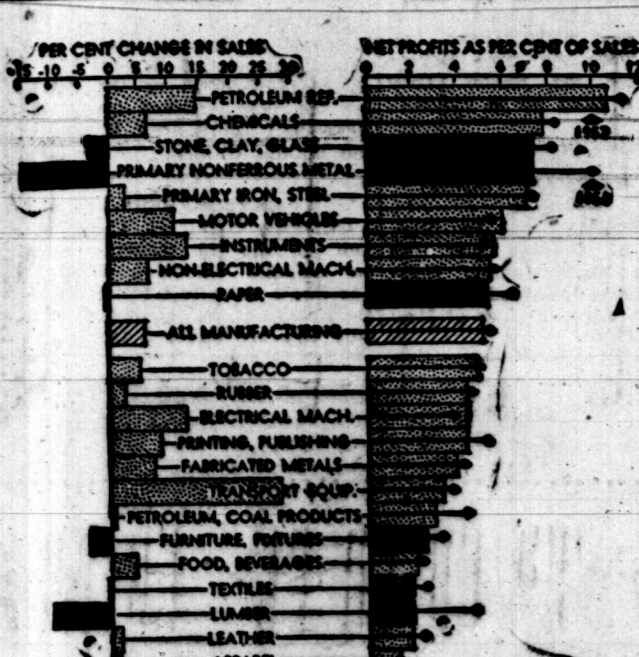 PER CENT CHANGE IN SALES
NET PROFITS AS PER CENT OF SALES
-15 -10 -5 0 5 10 15 20 25 30
0 2 4 6 8 10 12
PETROLEUM REF.
CHEMICALS
STONE, CLAY, GLASS
PRIMARY NONFERROUS METAL
PRIMARY IRON, STEEL
MOTOR VEHICLES
INSTRUMENTS
NON-ELECTRICAL MACH.
PAPER
ALL MANUFACTURING
TOBACCO
RUBBER
ELECTRICAL MACH.
PRINTING, PUBLISHING
FABRICATED METALS
TRANSPORT EQUIP.
PETROLEUM, COAL PRODUCTS
FURNITURE, FIXTURES
FOOD, BEVERAGES
TEXTILES
LUMBER
LEATHER